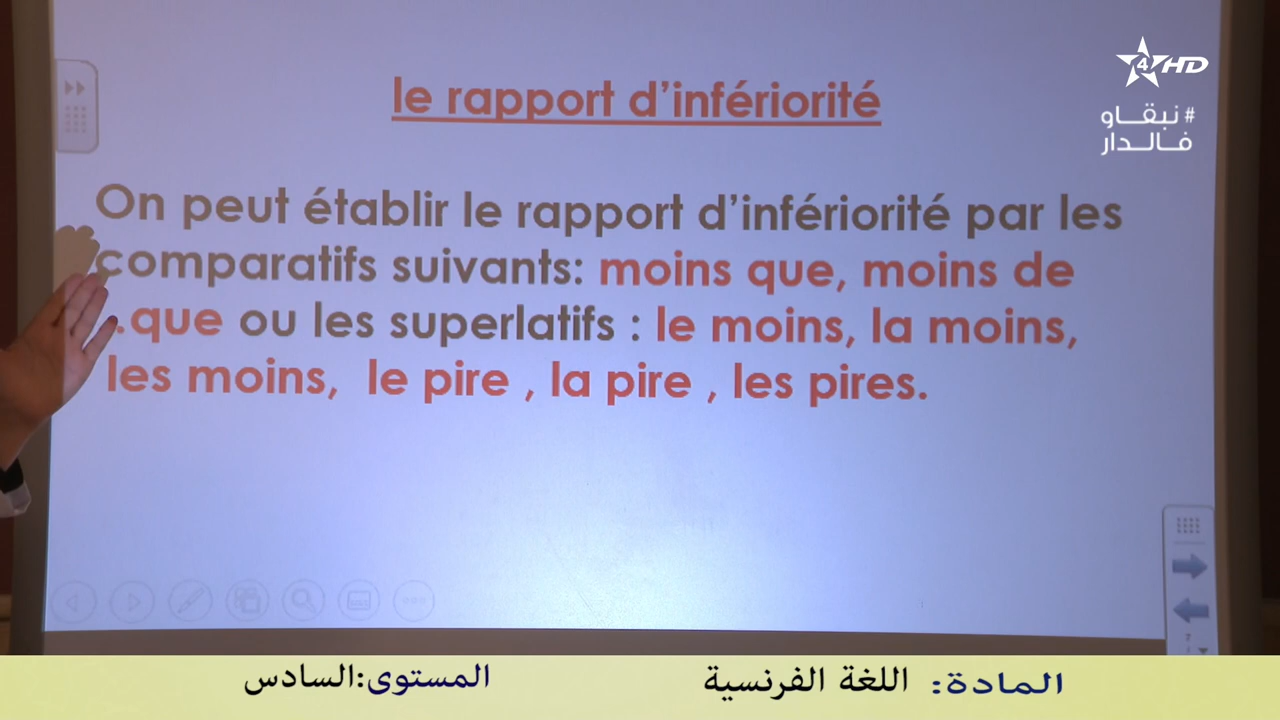 le rapport d'infériorité
4 HD
# نبقاو
فالدار
On peut établir le rapport d'infériorité par les
comparatifs suivants: moins que, moins de
.que ou les superlatifs : le moins, la moins,
les moins, le pire , la pire , les pires.
7
المادة: اللغة الفرنسية
المستوى:السادس